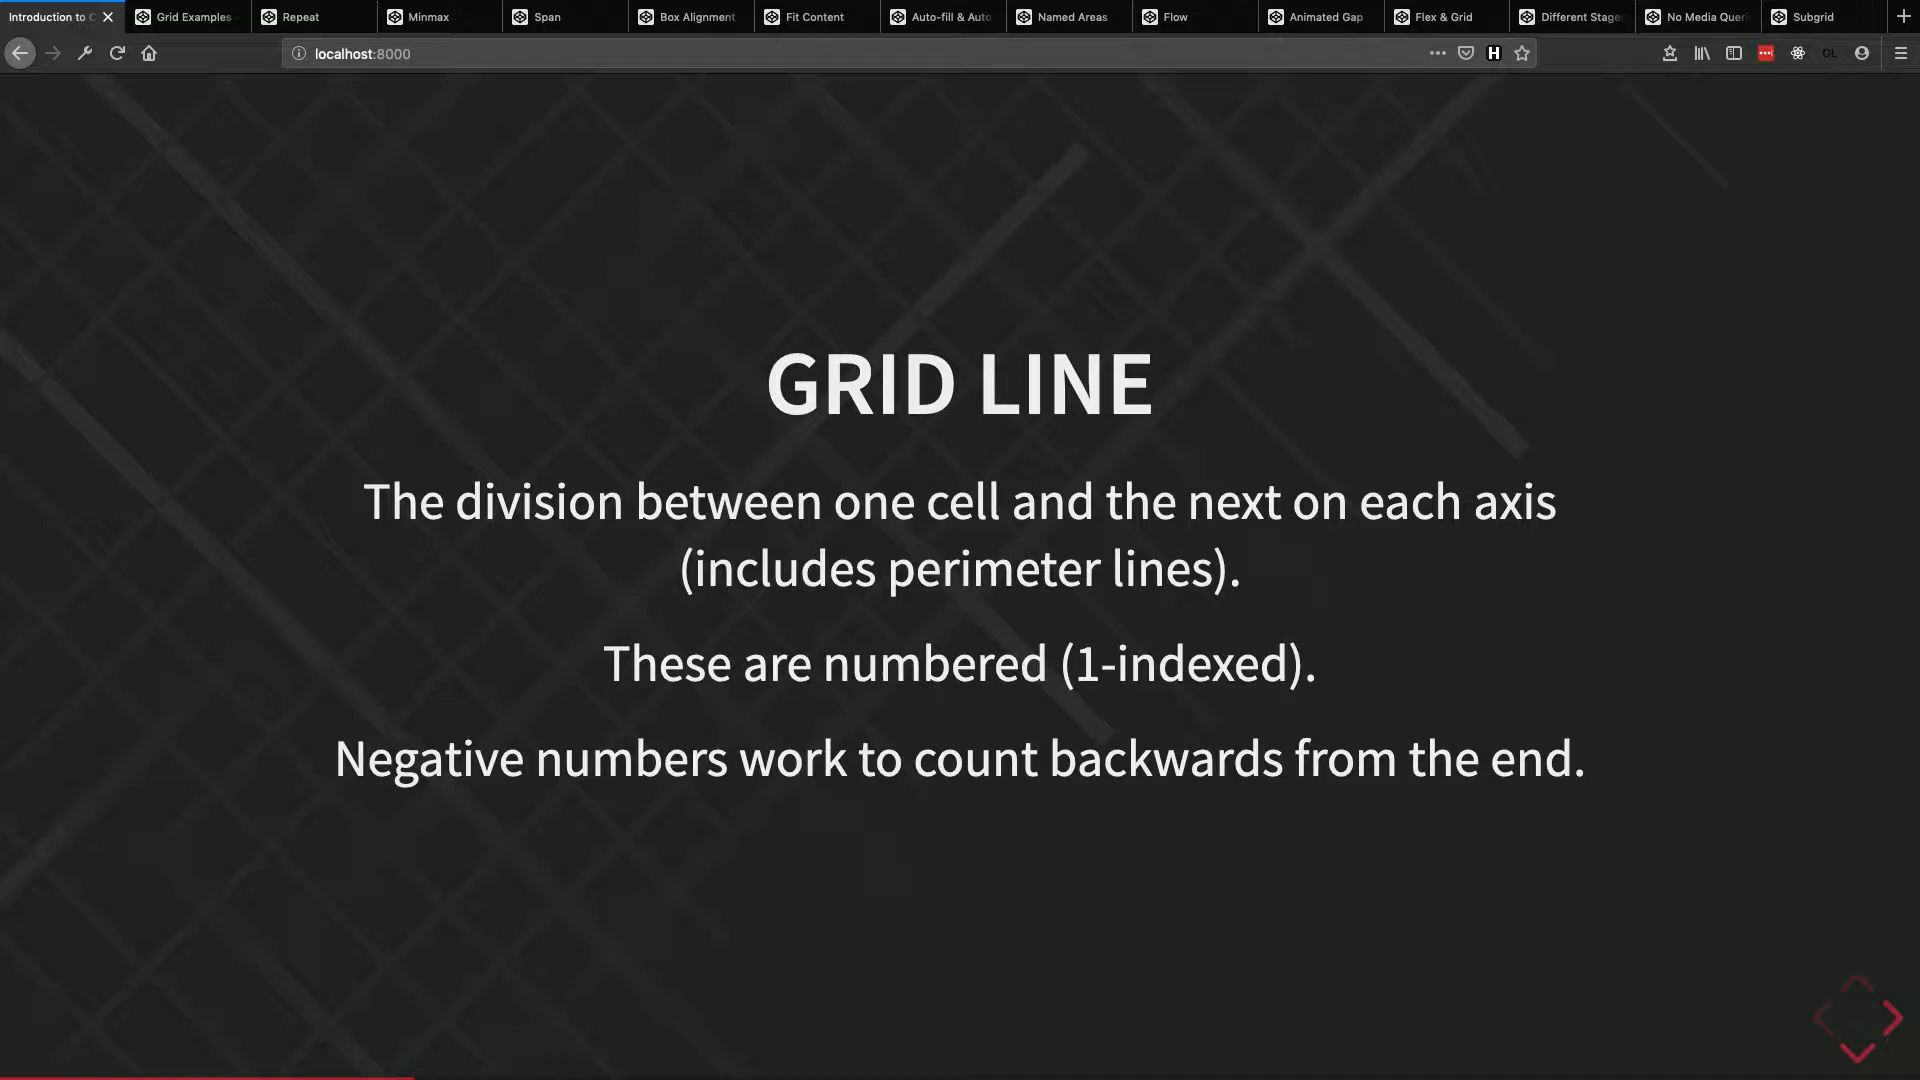 Introduction to C
Grid Examples
Repeat
Minmax
Span
Box Alignment
Fit Content
Auto-fill & Auto
Named Areas
Flow
Animated Gap
Flex & Grid
Different Stage
No Media Queri
Subgrid
localhost:8000
H
OL
GRID LINE
The division between one cell and the next on each axis
(includes perimeter lines).
These are numbered (1-indexed).
Negative numbers work to count backwards from the end.